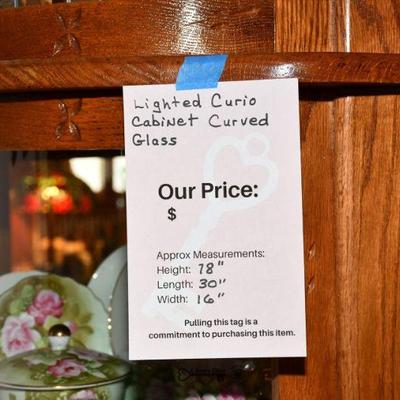 Lighted Curio
Cabinet Curved
Glass
Our Price:
$
Approx Measurements:
Height: 78"
Length: 30"
Width: 16"
Pulling this tag is a
commitment to purchasing this item.